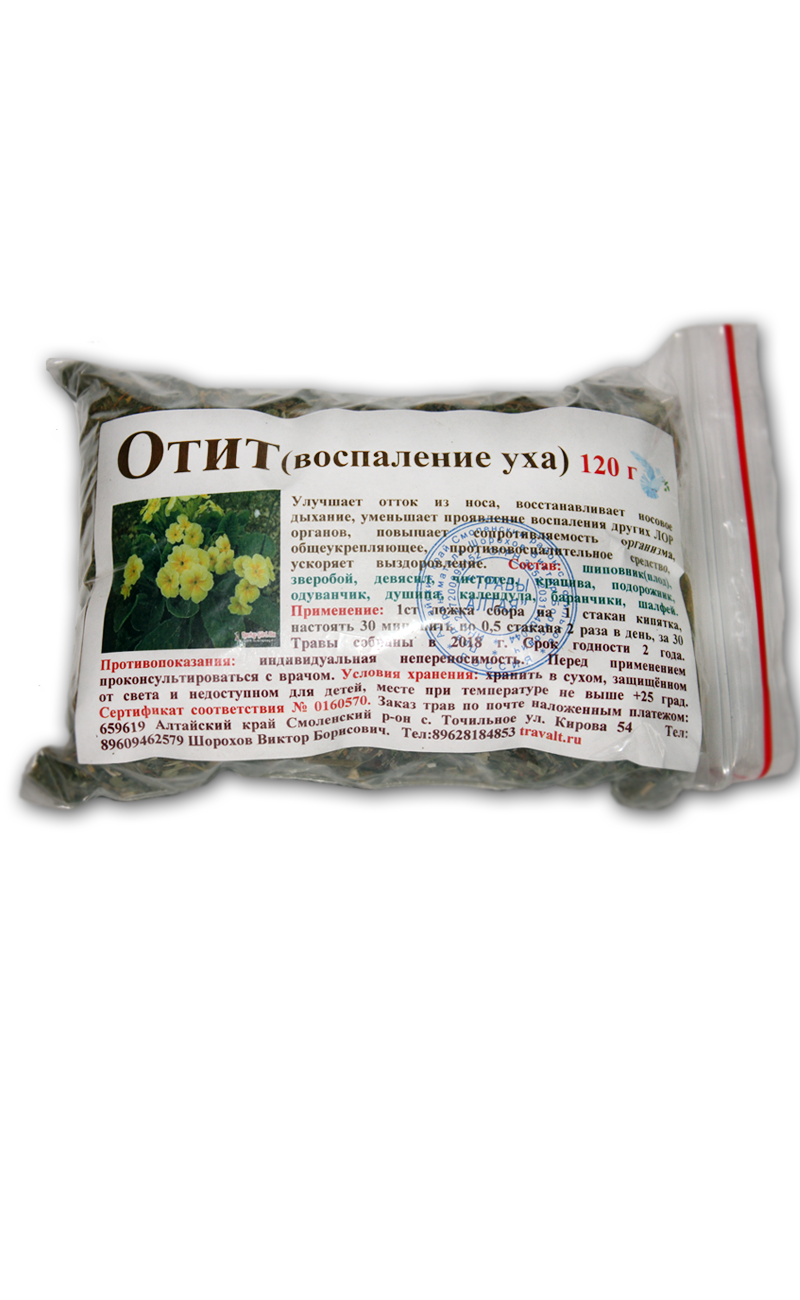 Отит (воспаление уха) 120 г
Улучшает отток из носа, восстанавливает носовое
дыхание, уменьшает проявление воспаления других ЛОР
органов, повышает сопротивляемость организма,
общеукрепляющее, противовоспалительное средство,
ускоряет выздоровление. Состав: шиповник(плод),
зверобой, девясил, чистотел, крапива, подорожник,
одуванчик, душица, календула, баранчики, шалфей.
Применение: 1ст ложка сбора на 1 стакан кипятка,
настоять 30 мин пить по 0,5 стакана 2 раза в день, за 30
Травы собраны в 2018 г. Срок годности 2 года.
Противопоказания: индивидуальная непереносимость. Перед применением
проконсультироваться с врачом. Условия хранения: хранить в сухом, защищённом
от света и недоступном для детей, месте при температуре не выше +25 град.
Сертификат соответствия № 0160570. Заказ трав по почте наложенным платежом:
659619 Алтайский край Смоленский р-он с. Точильное ул. Кирова 54 Тел:
89609462579 Шорохов Виктор Борисович. Тел:89628184853 travalt.ru
"ТРАВЫ
АЛТАЯ"